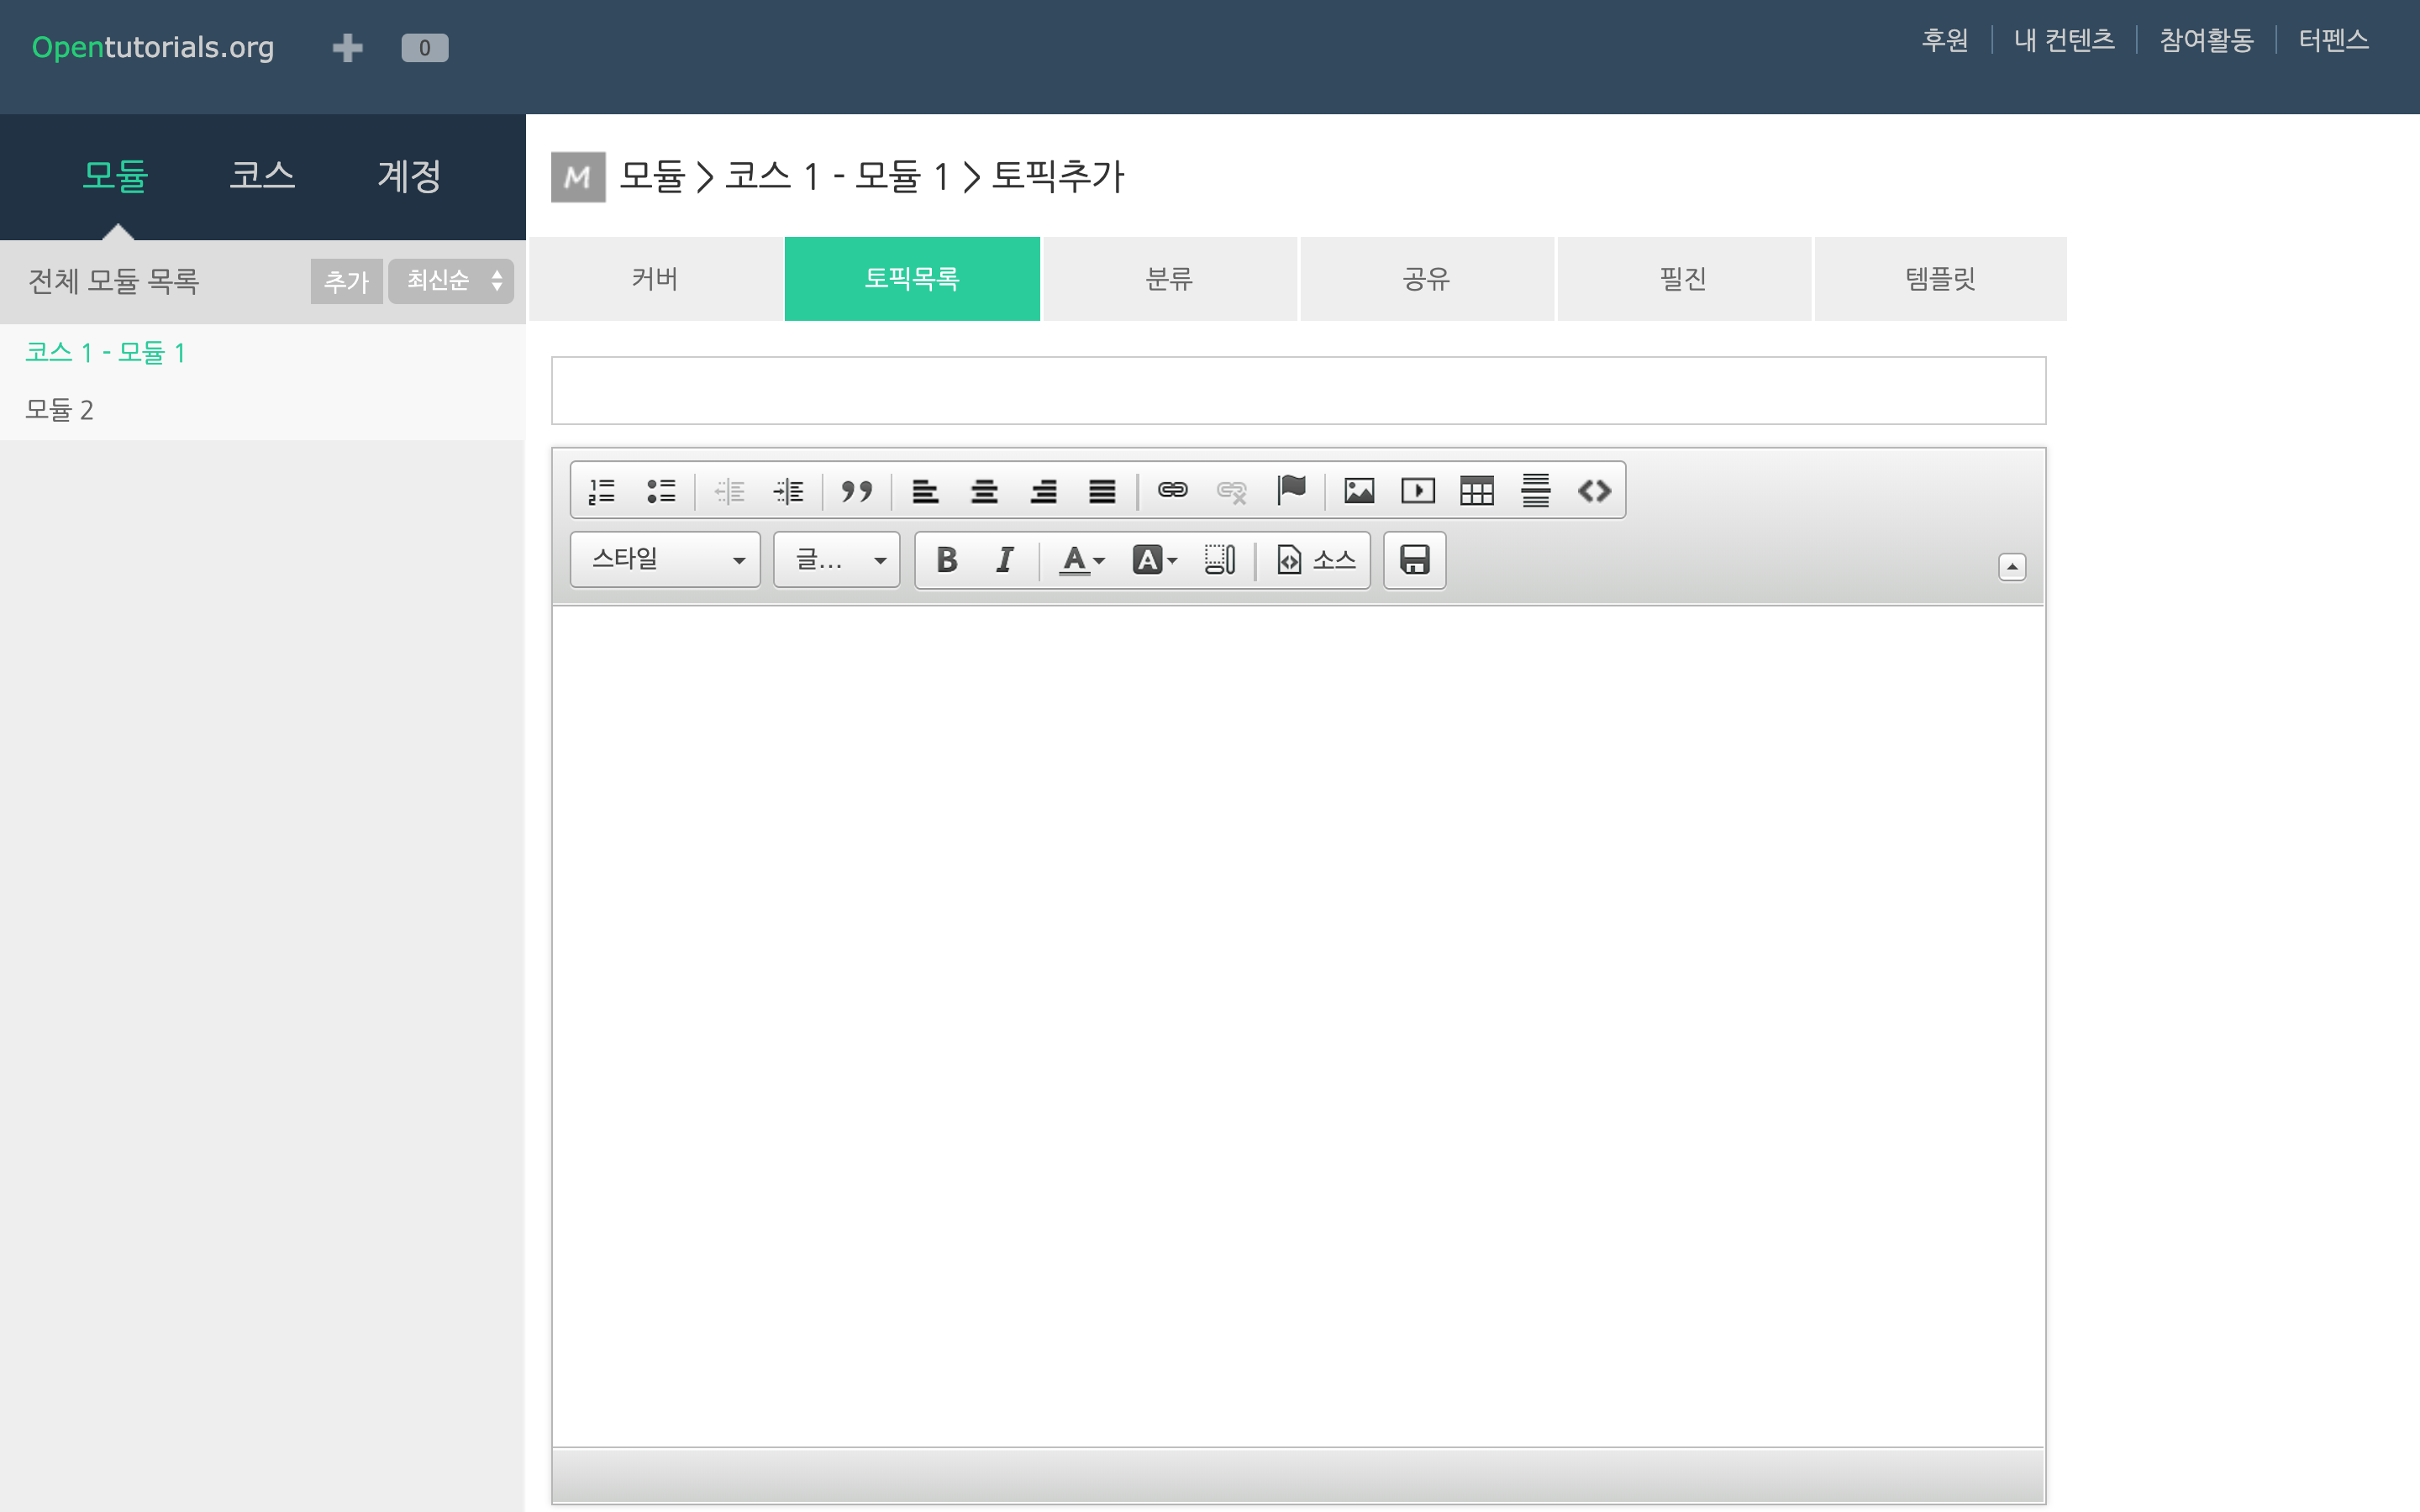 Opentutorials.org 0 후원 내 컨텐츠 참여활동 터펜스
모듈 코스 계정
M 모듈 > 코스 1 - 모듈 1 > 토픽추가
전체 모듈 목록 추가 최신순
커버 토픽목록 분류 공유 필진 템플릿
코스 1 - 모듈 1
모듈 2
스타일 글... B I A A 소스